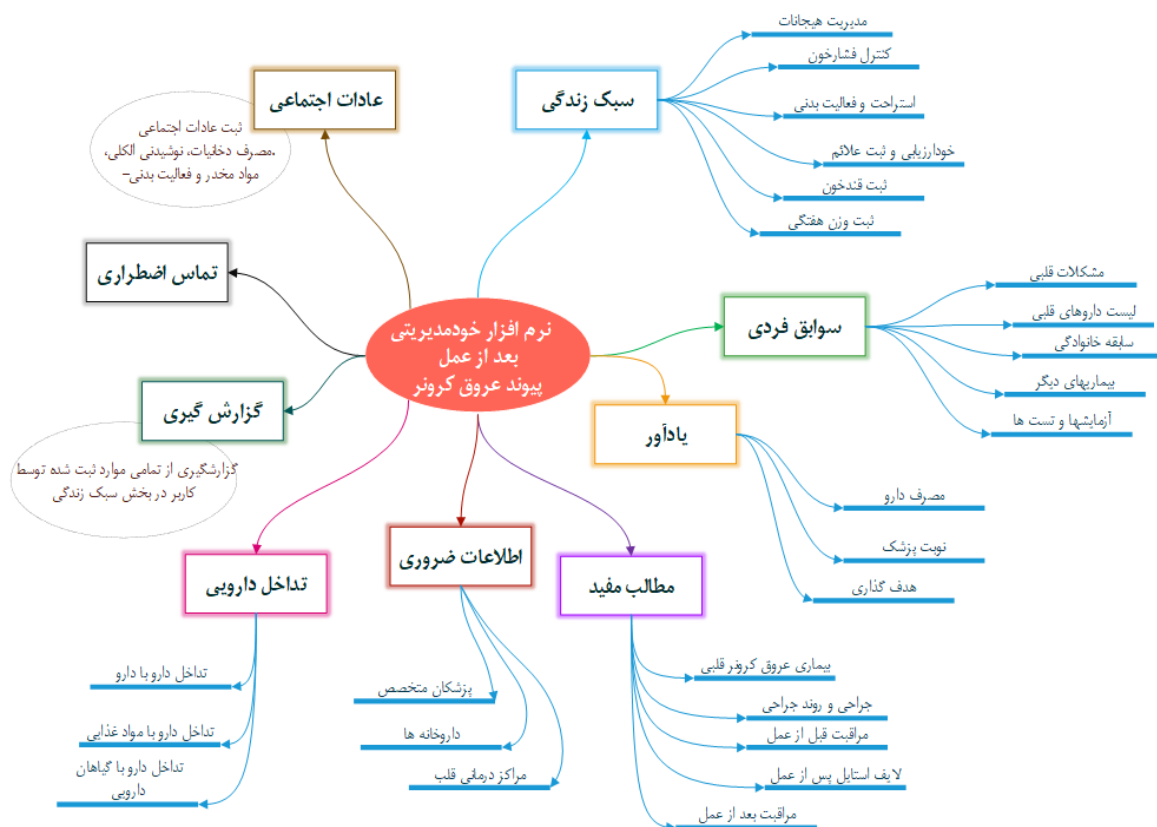 نرم افزار خودمدیریتی
بعد از عمل
پیوند عروق کرونر
سبک زندگی
مدیریت هیجانات
کنترل فشارخون
استراحت و فعالیت بدنی
خودارزیابی و ثبت علائم
ثبت قندخون
ثبت وزن هفتگی
سوابق فردی
مشکلات قلبی
لیست داروهای قلبی
سابقه خانوادگی
بیماریهای دیگر
آزمایشها و تست ها
یادآور
مصرف دارو
نوبت پزشک
هدف گذاری
مطالب مفید
بیماری عروق کرونر قلبی
جراحی و روند جراحی
مراقبت قبل از عمل
لایف استایل پس از عمل
مراقبت بعد از عمل
اطلاعات ضروری
پزشکان متخصص
داروخانه ها
مراکز درمانی قلب
تداخل دارویی
تداخل دارو با دارو
تداخل دارو با مواد غذایی
تداخل دارو با گیاهان
دارویی
گزارش گیری
گزارشگیری از تمامی موارد ثبت شده توسط
کاربر در بخش سبک زندگی
تماس اضطراری
عادات اجتماعی
ثبت عادات اجتماعی
.مصرف دخانیات، نوشیدنی الکلی،
مواد مخدر و فعالیت بدنی–